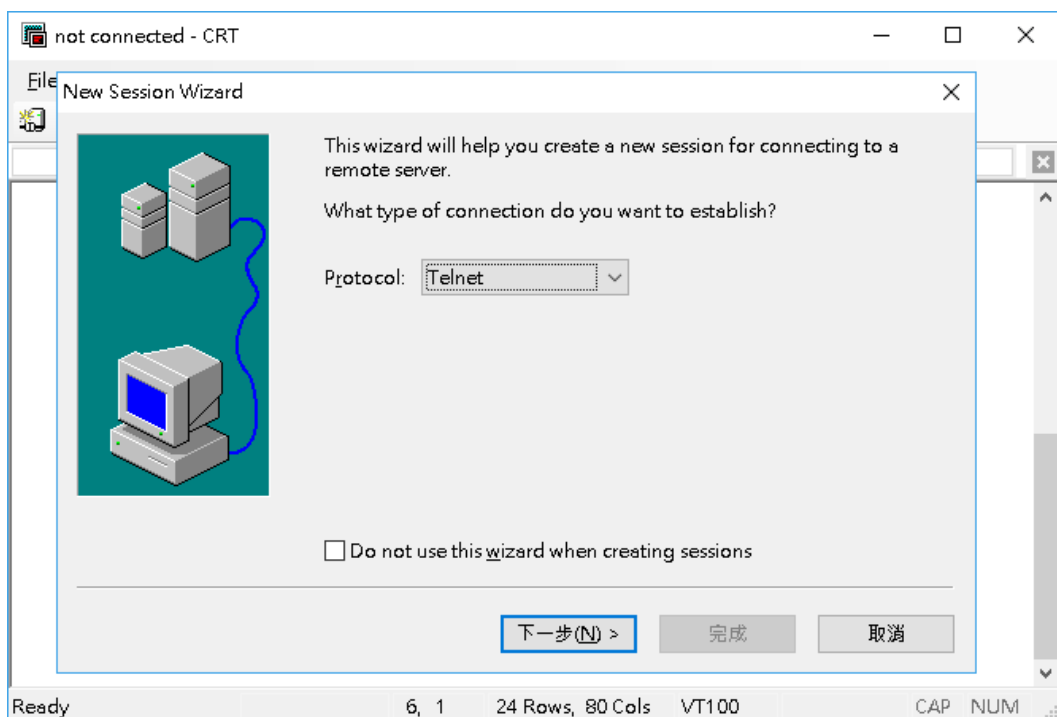 not connected - CRT
File
New Session Wizard
This wizard will help you create a new session for connecting to a
remote server.
What type of connection do you want to establish?
Protocol: Telnet
Do not use this wizard when creating sessions
下一步(N) > 完成 取消
Ready 6, 1 24 Rows, 80 Cols VT100 CAP NUM